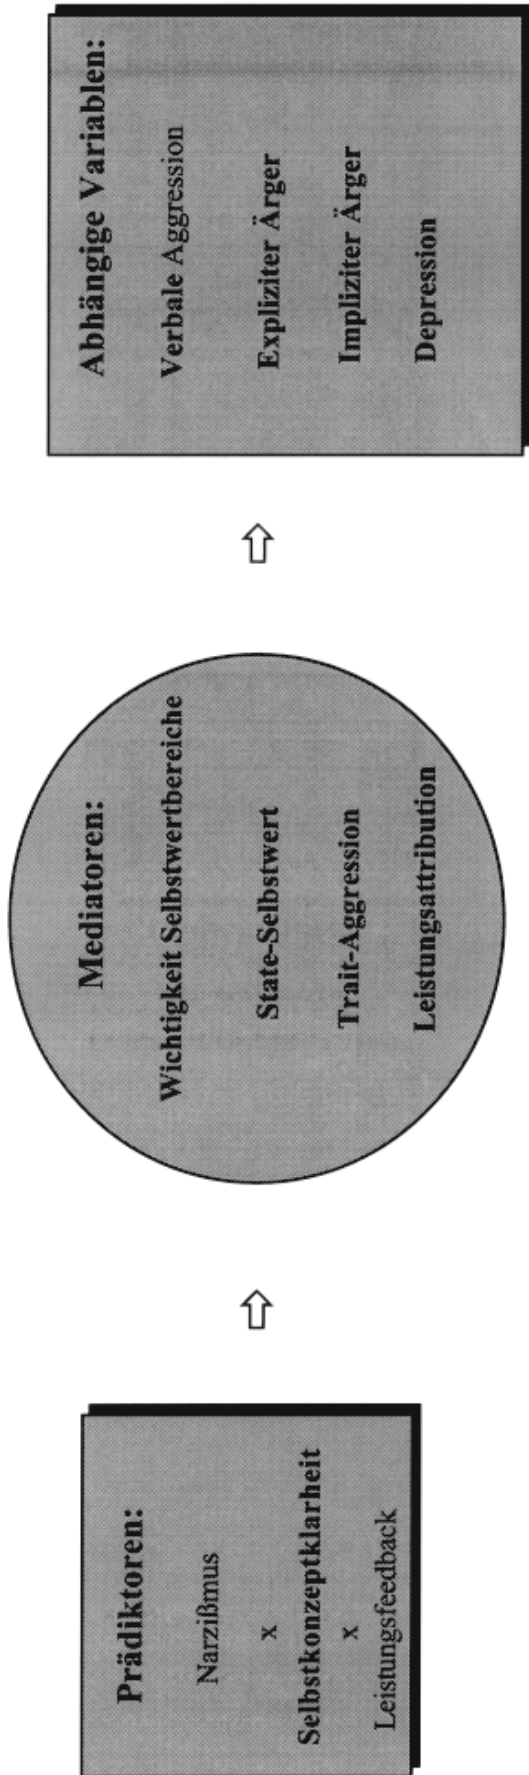 Prädiktoren:
Narzißmus
x
Selbstkonzeptklarheit
x
Leistungsfeedback
Mediatoren:
Wichtigkeit Selbstwertbereiche
State-Selbstwert
Trait-Aggression
Leistungsattribution
Abhängige Variablen:
Verbale Aggression
Expliziter Ärger
Impliziter Ärger
Depression